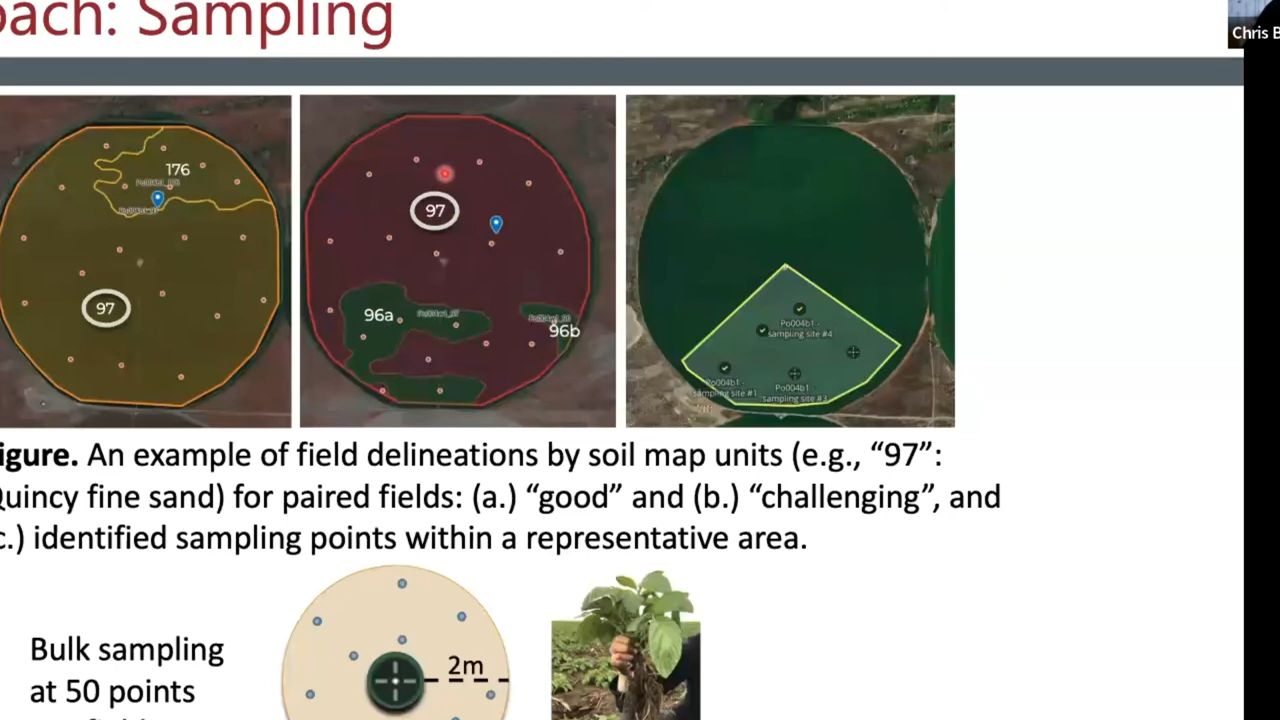 oach: Sampling
Chris B
176
97
97
96a
96b
Po004b1 -
sampling site #4
Po004b1 -
sampling site #1
Po004b1 -
sampling site #3
igure. An example of field delineations by soil map units (e.g., “97”:
Quincy fine sand) for paired fields: (a.) “good” and (b.) “challenging”, and
c.) identified sampling points within a representative area.
Bulk sampling
at 50 points
2m